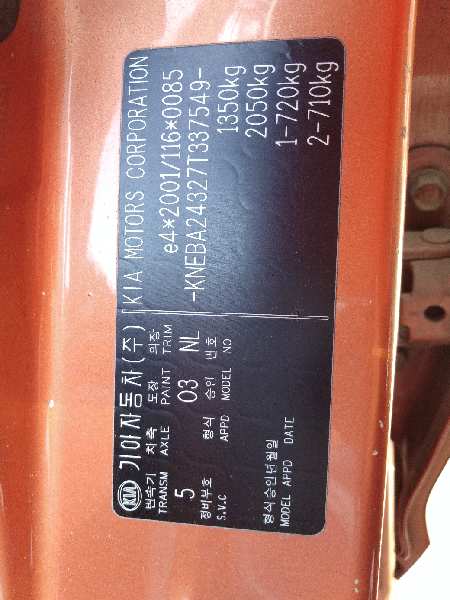 KIA 기아자동차(주) KIA MOTORS CORPORATION
변속기 차축 도장 의장
TRANSM AXLE PAINT TRIM
e4*2001/116*0085
5 03 NL
-KNEBA24327T337549-
정비부호 형식 승인 번호
S.V.C APPD MODEL NO
1350kg
2050kg
형식승인년월일
1-720kg
MODEL APPD DATE
2-710kg